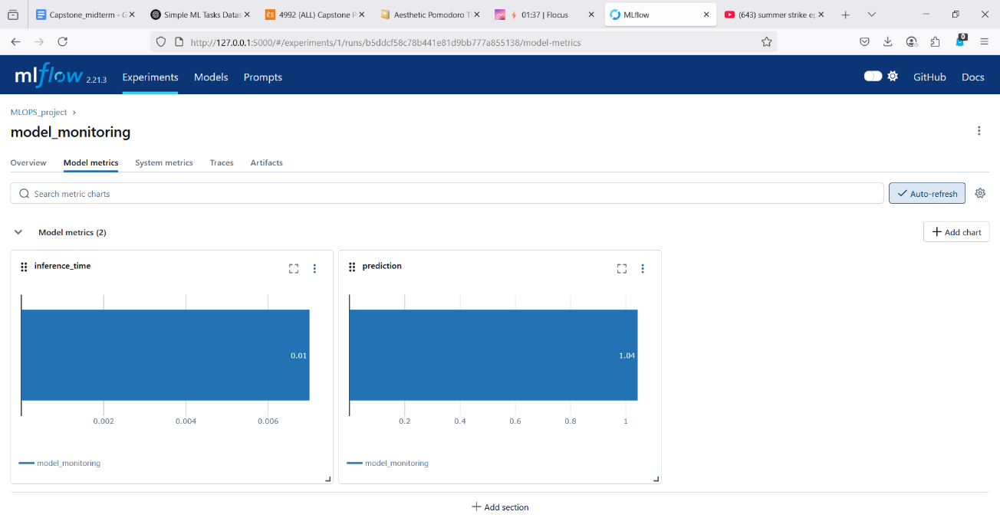 Capstone_midterm - G
Simple ML Tasks Datas
its 4992 (ALL) Capstone P
Aesthetic Pomodoro T
01:37 | Flocus
MLflow
(643) summer strike ep
http://127.0.0.1:5000/#/experiments/1/runs/b5ddcf58c78b441e81d9bb777a855138/model-metrics
0
mlflow 2.21.3
Experiments
Models
Prompts
GitHub
Docs
MLOPS_project
model_monitoring
Overview
Model metrics
System metrics
Traces
Artifacts
Search metric charts
Auto-refresh
Model metrics (2)
Add chart
inference_time
0.01
0.002 0.004 0.006
model_monitoring
prediction
1.04
0.2 0.4 0.6 0.8 1
model_monitoring
Add section